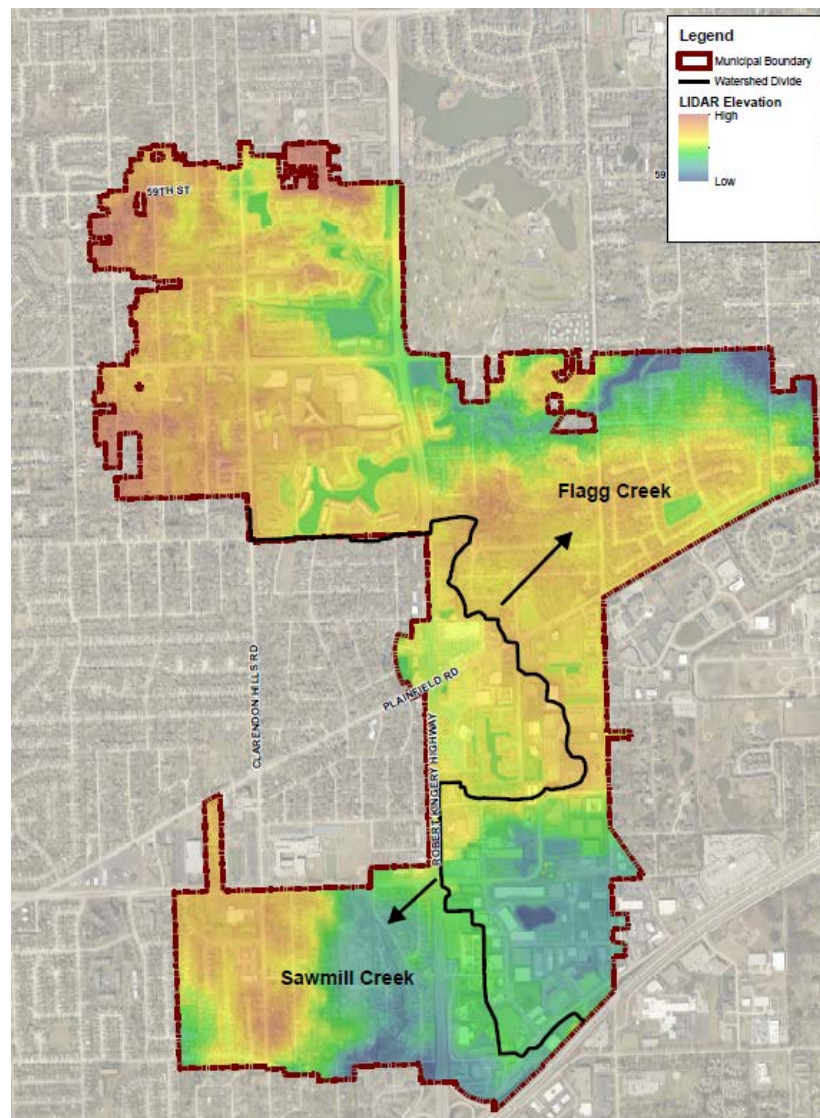 Legend
Municipal Boundary
Watershed Divide
LIDAR Elevation
High
Low
59TH ST
59
Flagg Creek
PLAINFIELD RD
CLARENDON HILLS RD
ROBERT KINGERY HIGHWAY
Sawmill Creek